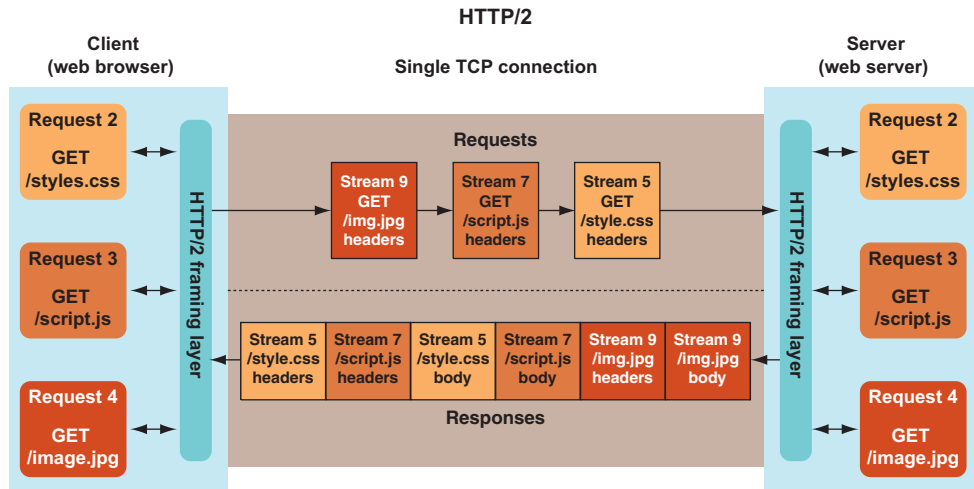 HTTP/2
Client
(web browser)
Single TCP connection
Server
(web server)
Request 2
GET
/styles.css
Request 3
GET
/script.js
Request 4
GET
/image.jpg
HTTP/2 framing layer
Requests
Stream 9
GET
/img.jpg
headers
Stream 7
GET
/script.js
headers
Stream 5
GET
/style.css
headers
Stream 5
/style.css
headers
Stream 7
/script.js
headers
Stream 5
/style.css
body
Stream 7
/script.js
body
Stream 9
/img.jpg
headers
Stream 9
/img.jpg
body
Responses
HTTP/2 framing layer
Request 2
GET
/styles.css
Request 3
GET
/script.js
Request 4
GET
/image.jpg